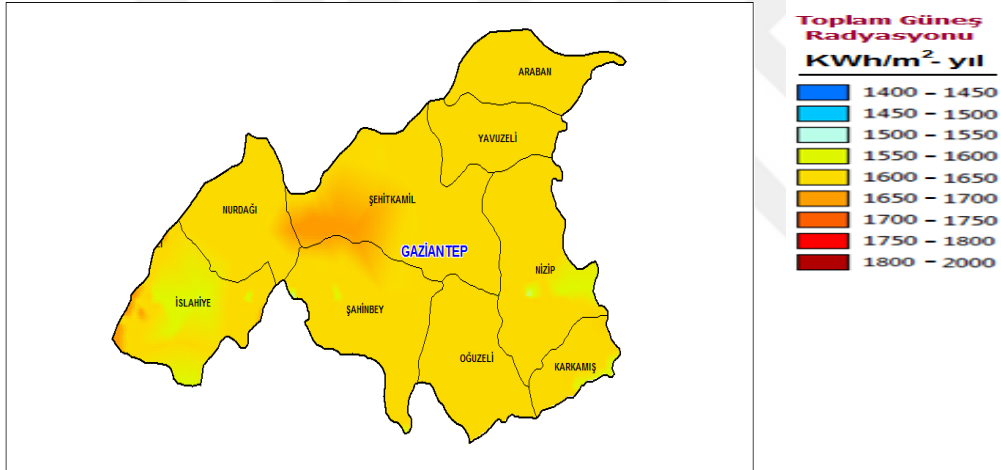 Toplam Güneş
Radyasyonu
KWh/m²- yıl
1400 – 1450
1450 – 1500
1500 – 1550
1550 – 1600
1600 – 1650
1650 – 1700
1700 – 1750
1750 – 1800
1800 – 2000
ARABAN
YAVUZELİ
ŞEHİTKAMİL
NURDAĞI
GAZİANTEP
NİZİP
İSLAHİYE
ŞAHİNBEY
OĞUZELİ
KARKAMIŞ